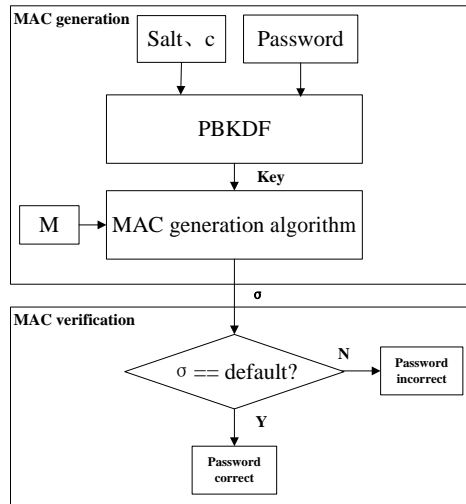 MAC generation
Salt、c
Password
PBKDF
Key
M
MAC generation algorithm
σ
MAC verification
σ == default?
N
Password
incorrect
Y
Password
correct